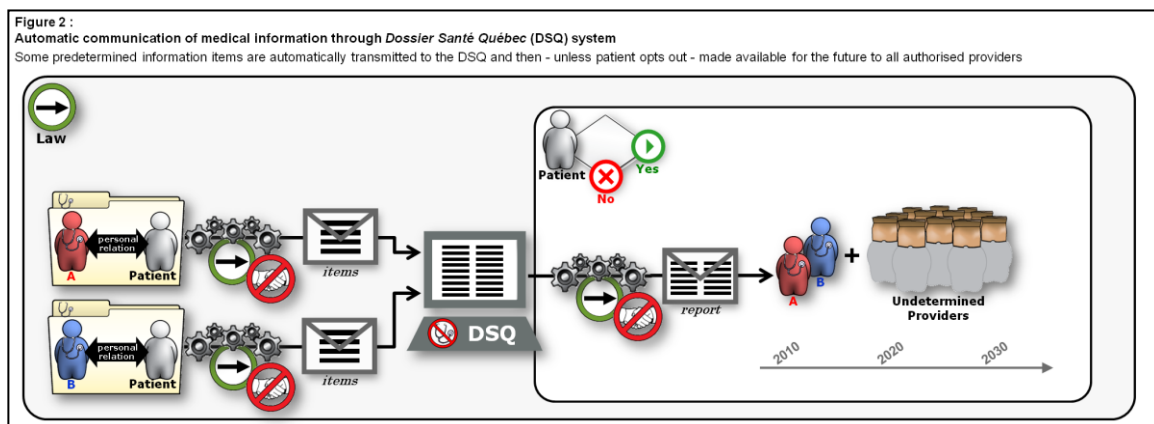 Figure 2 :
Automatic communication of medical information through Dossier Santé Québec (DSQ) system
Some predetermined information items are automatically transmitted to the DSQ and then - unless patient opts out - made available for the future to all authorised providers
Law
Patient
Yes
No
personal
relation
A
Patient
items
personal
relation
B
Patient
items
DSQ
report
A
B
+
Undetermined
Providers
2010
2020
2030